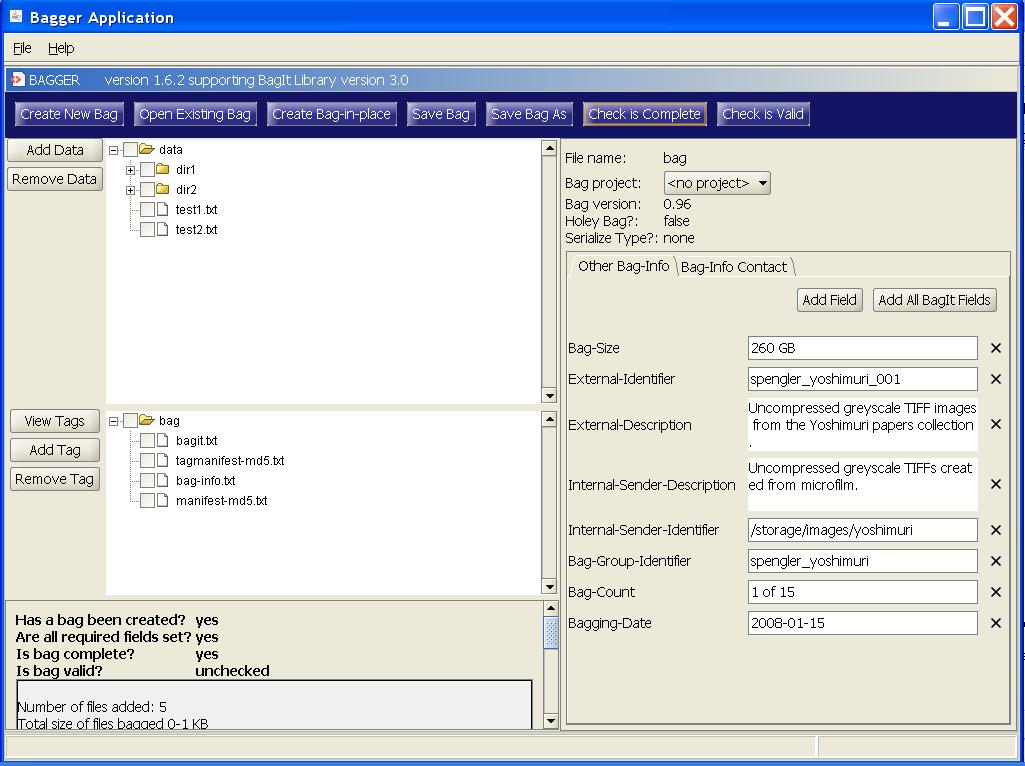 Bagger Application
File Help
BAGGER version 1.6.2 supporting BagIt Library version 3.0
Create New Bag Open Existing Bag Create Bag-in-place Save Bag Save Bag As Check is Complete Check is Valid
Add Data
Remove Data
data
dir1
dir2
test1.txt
test2.txt
View Tags
Add Tag
Remove Tag
bag
bagit.txt
tagmanifest-md5.txt
bag-info.txt
manifest-md5.txt
Has a bag been created? yes
Are all required fields set? yes
Is bag complete? yes
Is bag valid? unchecked
Number of files added: 5
Total size of files bagged 0-1 KB
File name: bag
Bag project: <no project>
Bag version: 0.96
Holey Bag?: false
Serialize Type?: none
Other Bag-Info Bag-Info Contact
Add Field Add All BagIt Fields
Bag-Size 260 GB
External-Identifier spengler_yoshimuri_001
External-Description Uncompressed greyscale TIFF images
from the Yoshimuri papers collection
.
Internal-Sender-Description Uncompressed greyscale TIFFs creat
ed from microfilm.
Internal-Sender-Identifier /storage/images/yoshimuri
Bag-Group-Identifier spengler_yoshimuri
Bag-Count 1 of 15
Bagging-Date 2008-01-15